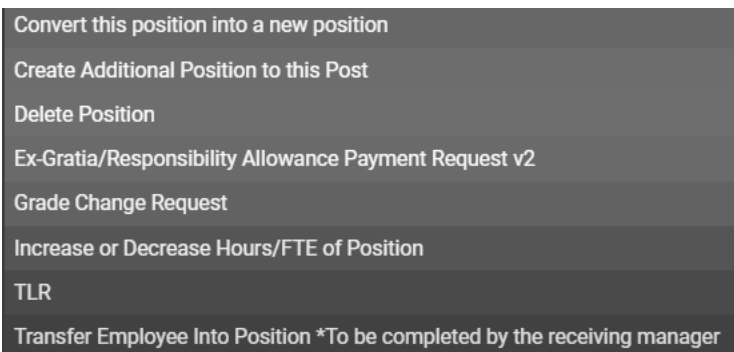 Convert this position into a new position
Create Additional Position to this Post
Delete Position
Ex-Gratia/Responsibility Allowance Payment Request v2
Grade Change Request
Increase or Decrease Hours/FTE of Position
TLR
Transfer Employee Into Position *To be completed by the receiving manager